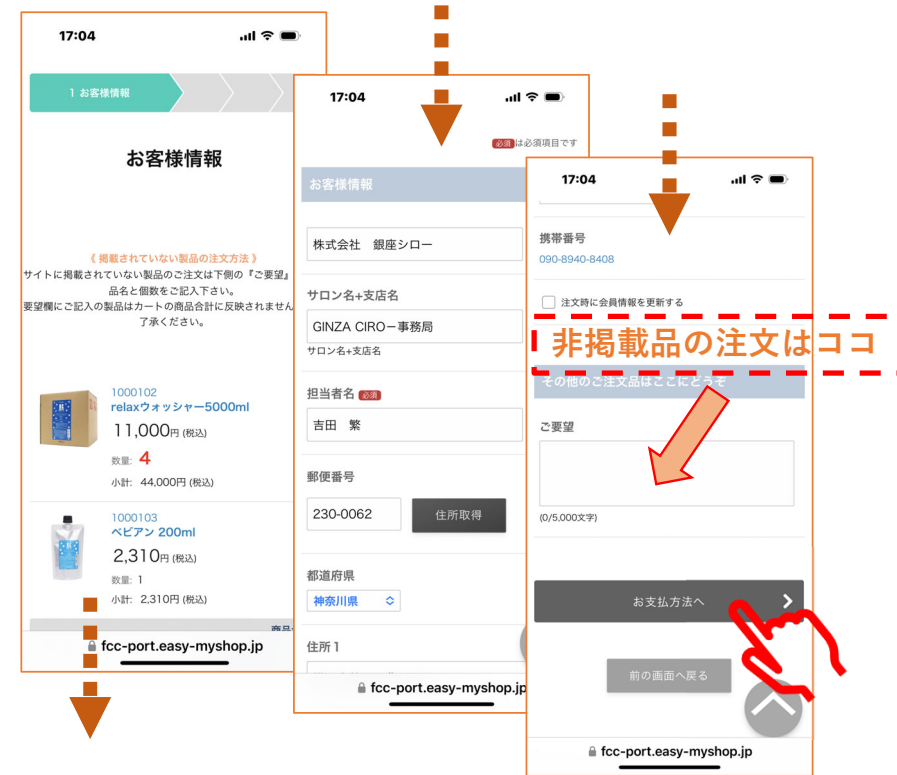 17:04
1 お客様情報
お客様情報
《 掲載されていない製品の注文方法 》
サイトに掲載されていない製品のご注文は下側の『ご要望』
品名と個数をご記入下さい。
要望欄にご記入の製品はカートの商品合計に反映されません
了承ください。
1000102
relaxウォッシャー5000ml
11,000円 (税込)
数量: 4
小計: 44,000円 (税込)
1000103
ベビアン 200ml
2,310円 (税込)
数量: 1
小計: 2,310円 (税込)
商品
fcc-port.easy-myshop.jp
17:04
必須 は必須項目です
お客様情報
株式会社 銀座シロー
サロン名+支店名
GINZA CIROー事務局
サロン名+支店名
担当者名 必須
吉田 繁
郵便番号
230-0062 住所取得
都道府県
神奈川県
住所1
fcc-port.easy-myshop.jp
17:04
携帯番号
090-8940-8408
注文時に会員情報を更新する
非掲載品の注文はココ
その他のご注文品はここにどうぞ
ご要望
(0/5,000文字)
お支払方法へ
前の画面へ戻る
fcc-port.easy-myshop.jp